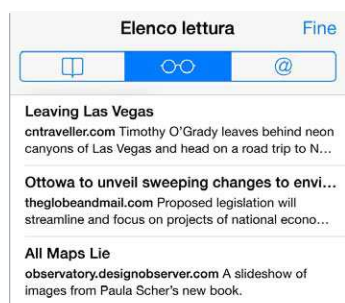 Elenco lettura Fine
@
Leaving Las Vegas
cntraveller.com Timothy O'Grady leaves behind neon
canyons of Las Vegas and head on a road trip to N...
Ottowa to unveil sweeping changes to envi...
theglobeandmail.com Proposed legislation will
streamline and focus on projects of national econo...
All Maps Lie
observatory.designobserver.com A slideshow of
images from Paula Scher's new book.